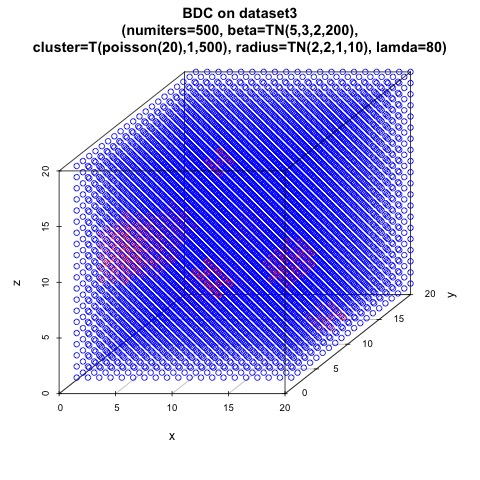 BDC on dataset3
(numiters=500, beta=TN(5,3,2,200),
cluster=T(poisson(20),1,500), radius=TN(2,2,1,10), lamda=80)
20
15
10
5
0
z
0
5
10
15
20
x
0
5
10
15
20
y